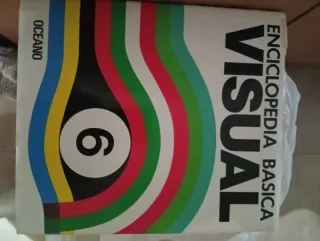 ENCICLOPEDIA BASICA
VISUAL
OCEANO
6